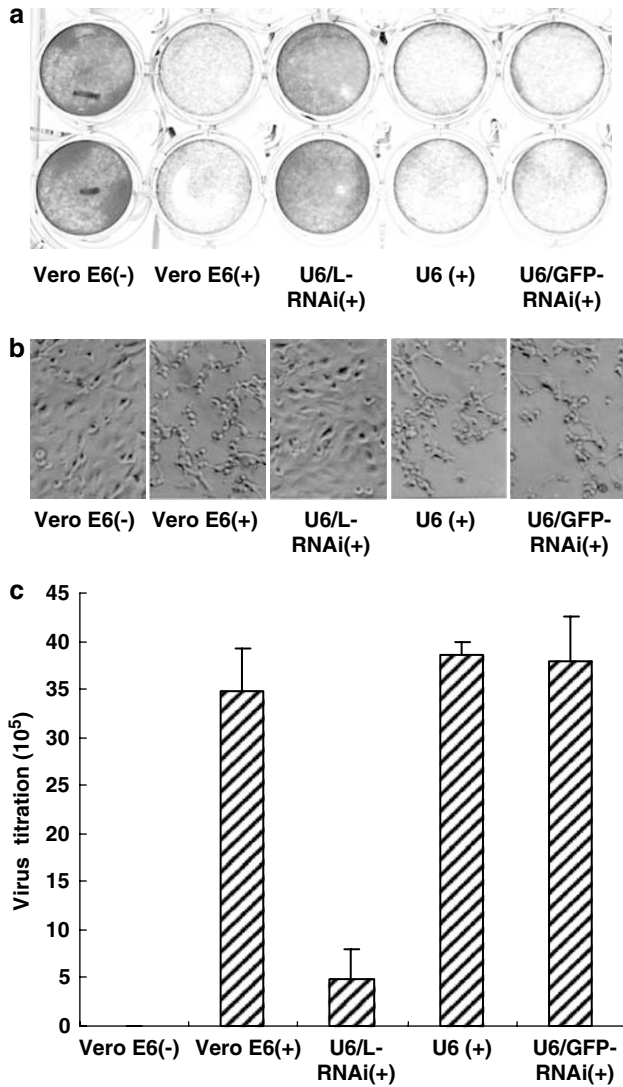 a
Vero E6(-) Vero E6(+) U6/L- U6 (+) U6/GFP-
RNAi(+) RNAi(+)
b
Vero E6(-) Vero E6(+) U6/L- U6 (+) U6/GFP-
RNAi(+) RNAi(+)
c
Virus titration (10⁵)
45
40
35
30
25
20
15
10
5
0
Vero E6(-) Vero E6(+) U6/L- U6 (+) U6/GFP-
RNAi(+) RNAi(+)